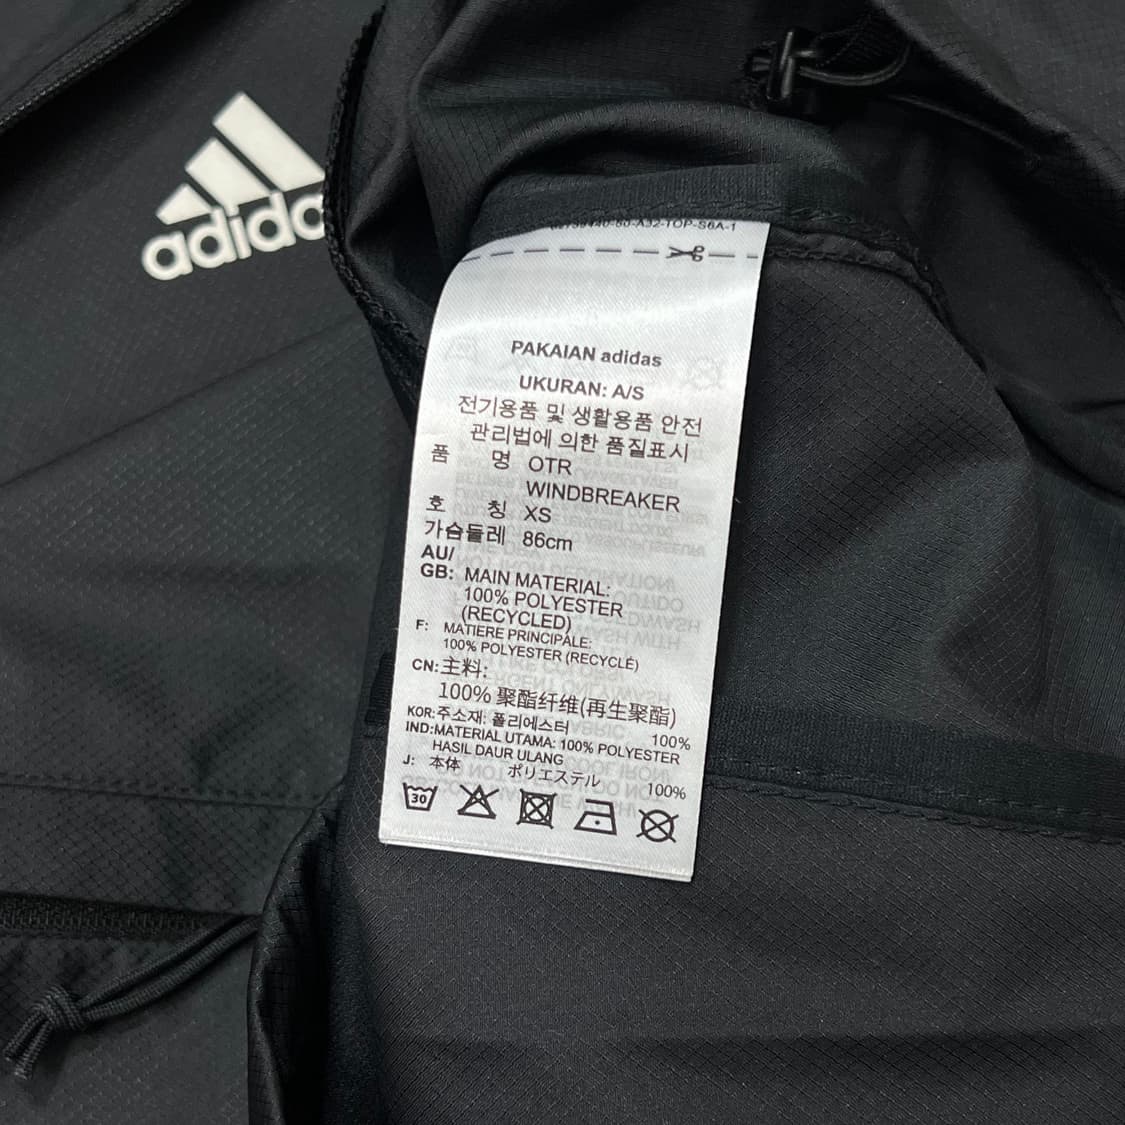 adidas
PAKAIAN adidas
UKURAN: A/S
전기용품 및 생활용품 안전
관리법에 의한 품질표시
품 명 OTR
WINDBREAKER
호 칭 XS
가슴둘레 86cm
AU/
GB: MAIN MATERIAL:
100% POLYESTER
(RECYCLED)
F: MATIERE PRINCIPALE:
100% POLYESTER (RECYCLÉ)
CN: 主料:
100% 聚酯纤维(再生聚酯)
KOR: 주소재: 폴리에스터 100%
IND: MATERIAL UTAMA: 100% POLYESTER
HASIL DAUR ULANG
J: 本体 ポリエステル 100%
30